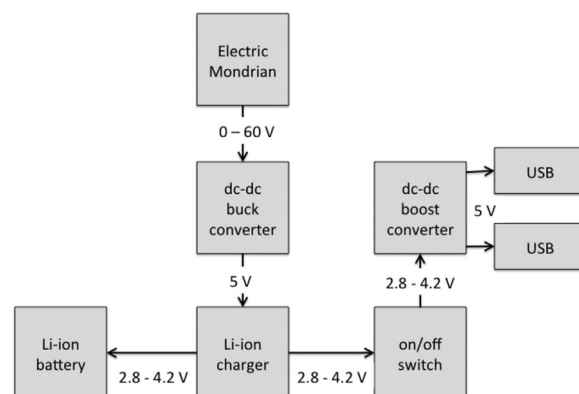 Electric
Mondrian
0 – 60 V
dc-dc
buck
converter
dc-dc
boost
converter
USB
5 V
USB
5 V
2.8 - 4.2 V
Li-ion
battery
Li-ion
charger
on/off
switch
2.8 - 4.2 V
2.8 - 4.2 V